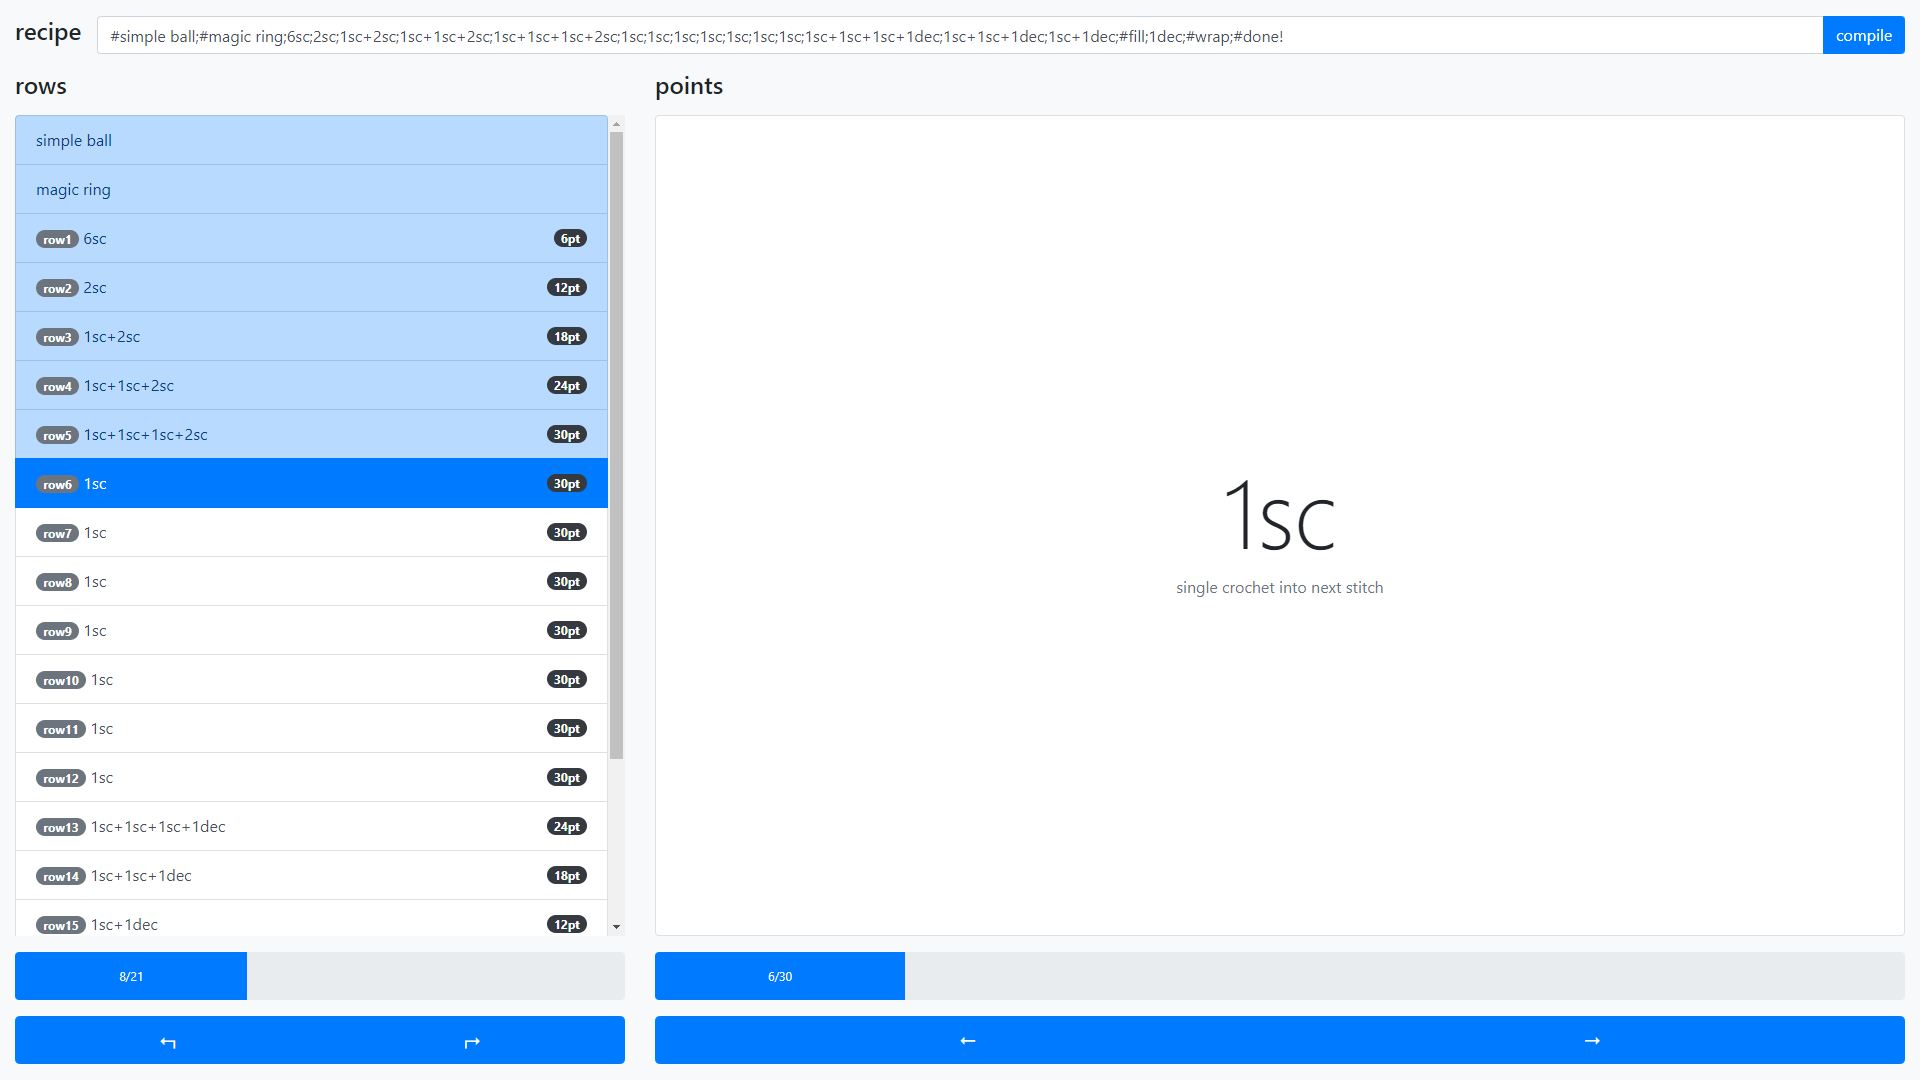 recipe
#simple ball;#magic ring;6sc;2sc;1sc+2sc;1sc+1sc+2sc;1sc+1sc+1sc+2sc;1sc;1sc;1sc;1sc;1sc;1sc;1sc;1sc+1sc+1sc+1dec;1sc+1sc+1dec;1sc+1dec;#fill;1dec;#wrap;#done!
compile
rows
points
simple ball
magic ring
row1 6sc 6pt
row2 2sc 12pt
row3 1sc+2sc 18pt
row4 1sc+1sc+2sc 24pt
row5 1sc+1sc+1sc+2sc 30pt
row6 1sc 30pt
row7 1sc 30pt
row8 1sc 30pt
row9 1sc 30pt
row10 1sc 30pt
row11 1sc 30pt
row12 1sc 30pt
row13 1sc+1sc+1sc+1dec 24pt
row14 1sc+1sc+1dec 18pt
row15 1sc+1dec 12pt
8/21
↰ ↱
1sc
single crochet into next stitch
6/30
← →